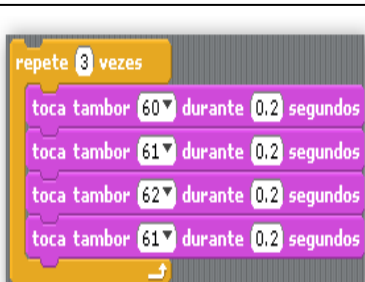 repete 3 vezes
toca tambor 60 durante 0.2 segundos
toca tambor 61 durante 0.2 segundos
toca tambor 62 durante 0.2 segundos
toca tambor 61 durante 0.2 segundos